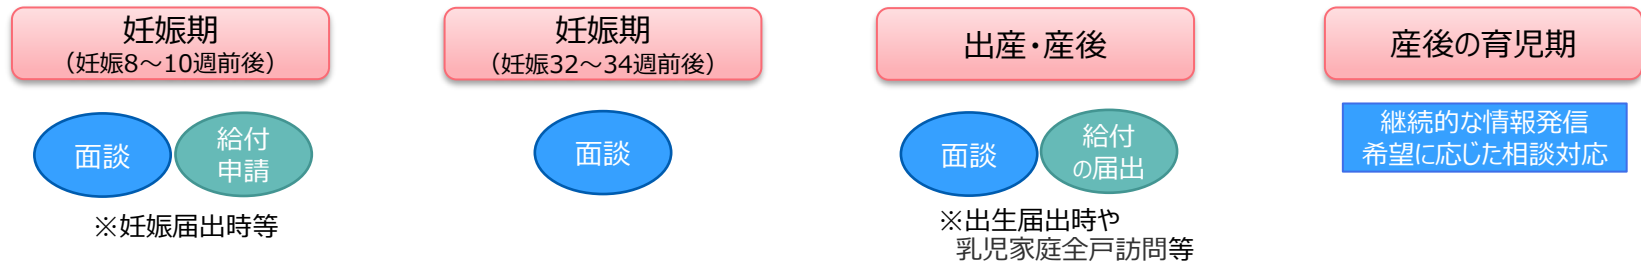 妊娠期
（妊娠8～10週前後）
面談
給付
申請
※妊娠届出時等
妊娠期
（妊娠32～34週前後）
面談
出産・産後
面談
給付
の届出
※出生届出時や
乳児家庭全戸訪問等
産後の育児期
継続的な情報発信
希望に応じた相談対応